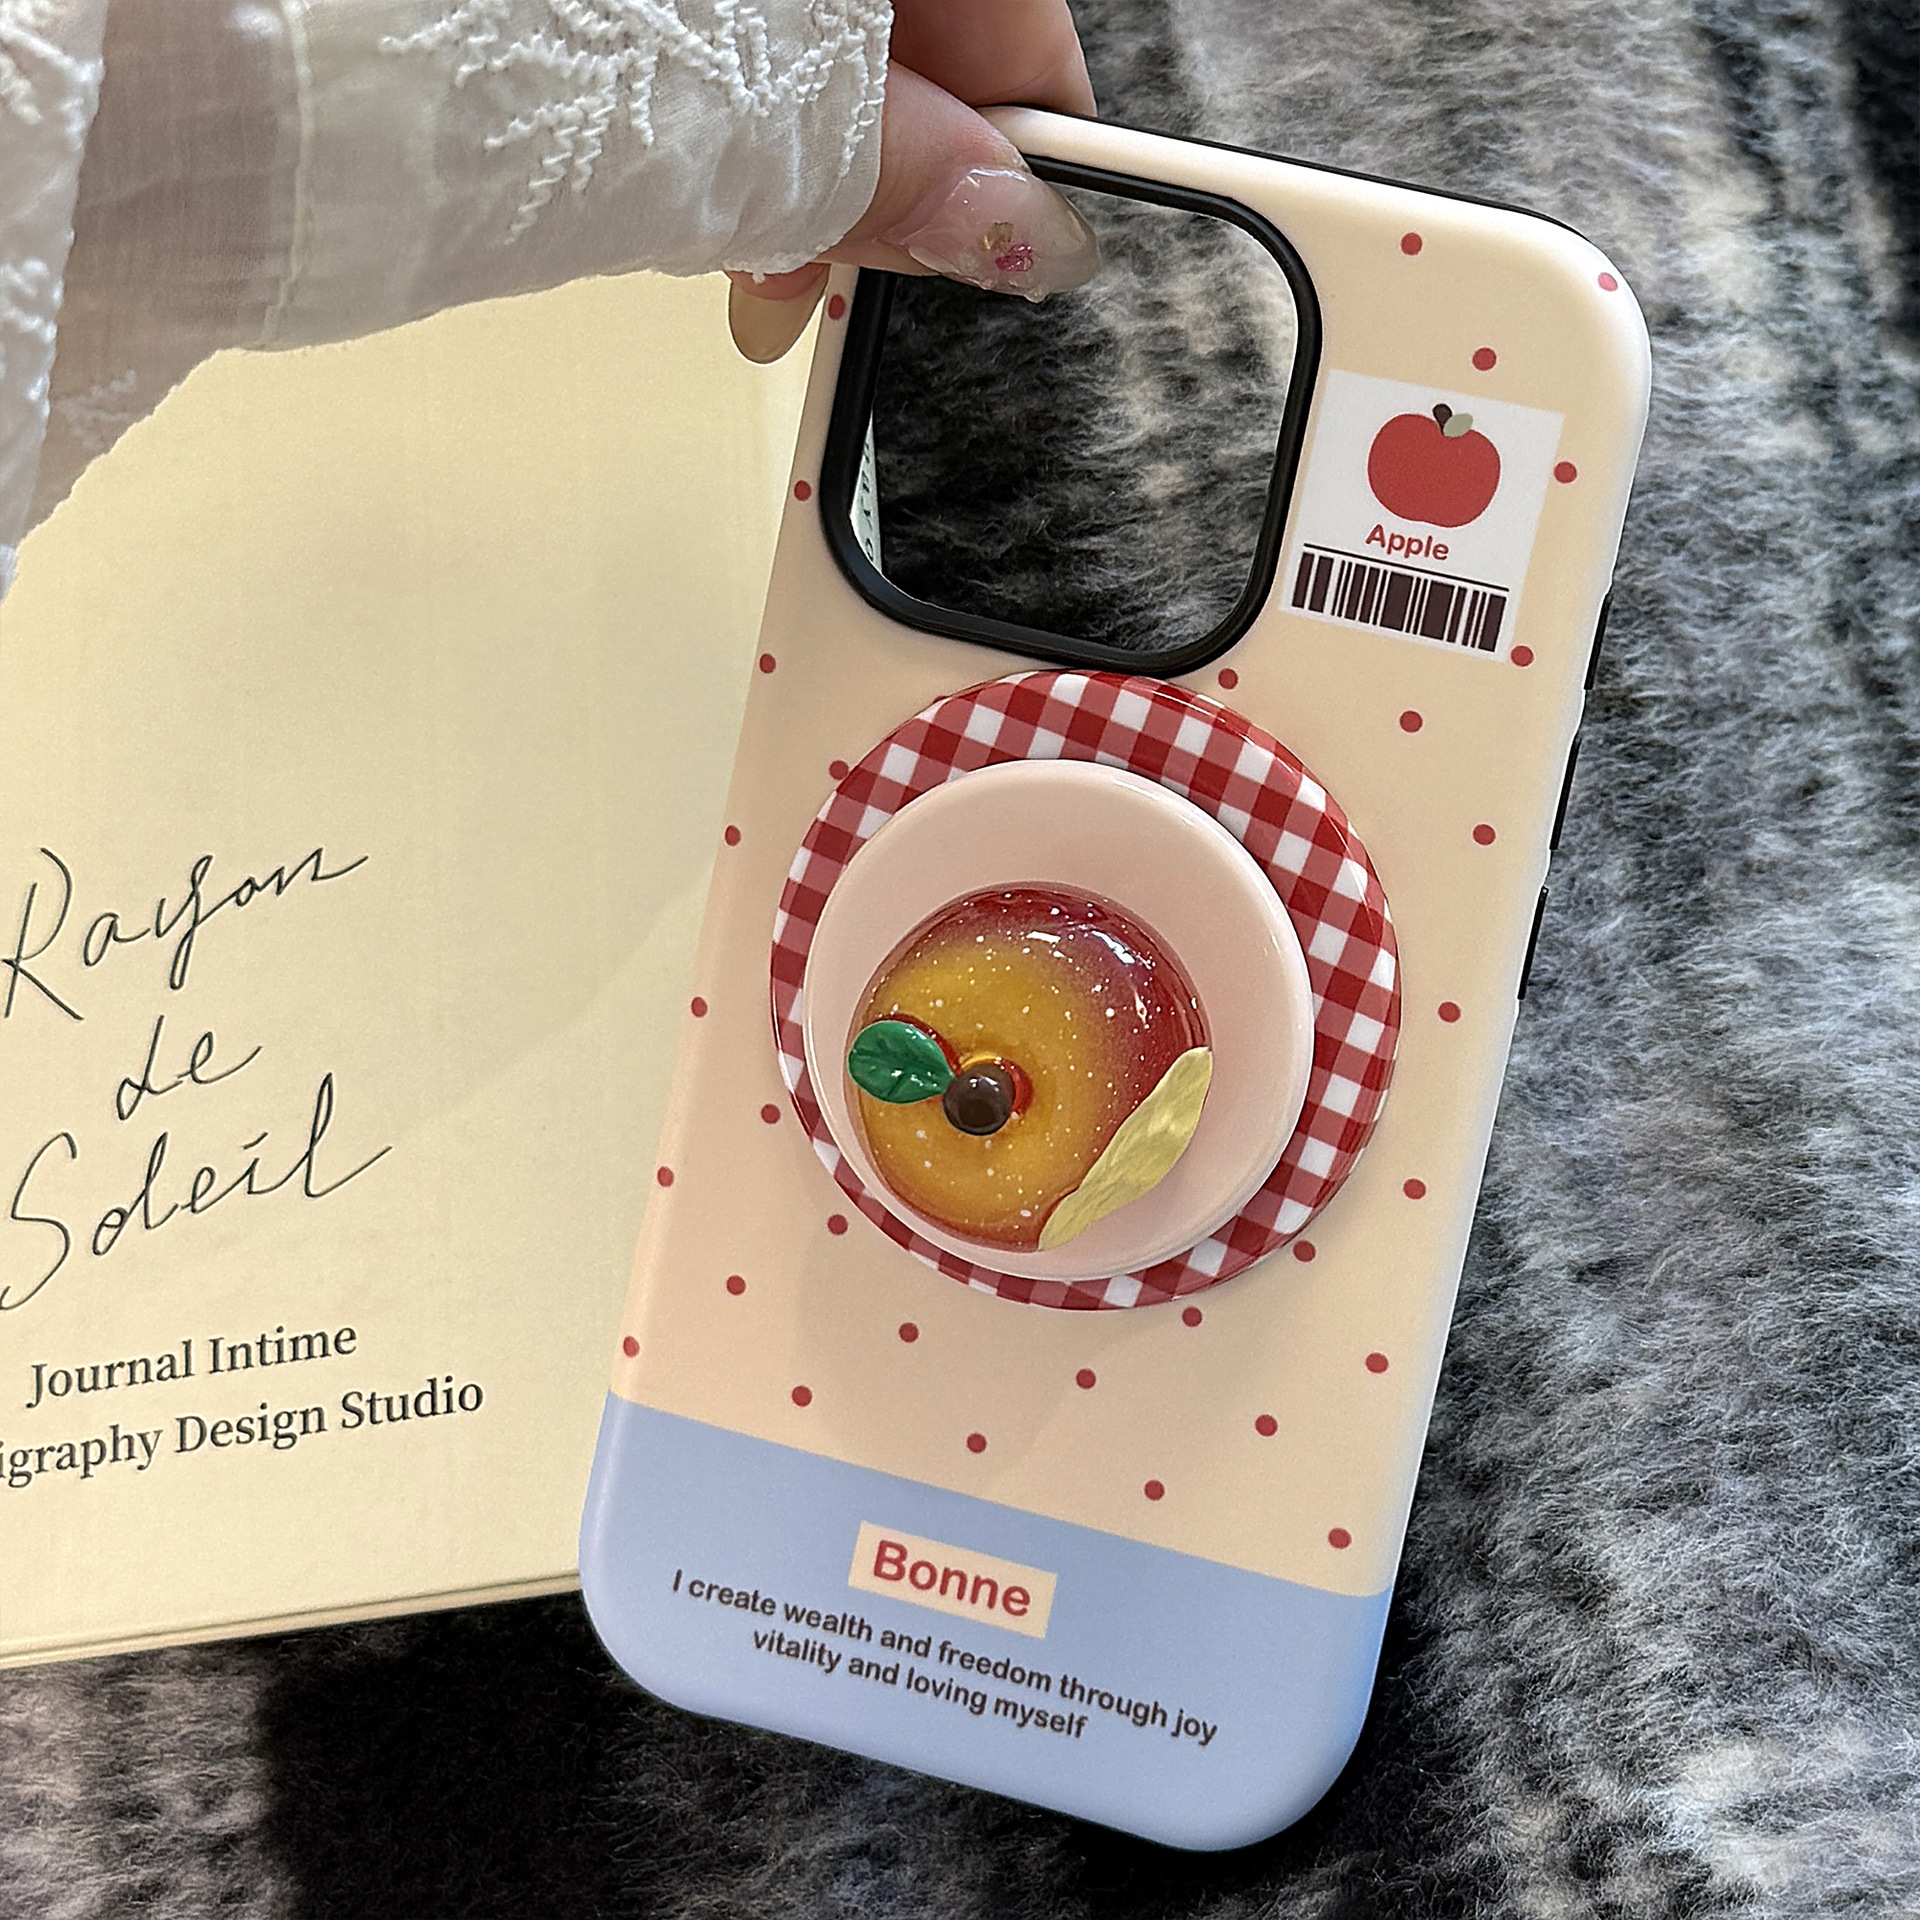 Rayon
de
Soleil
Journal Intime
igraphy Design Studio
Apple
Bonne
I create wealth and freedom through joy
vitality and loving myself